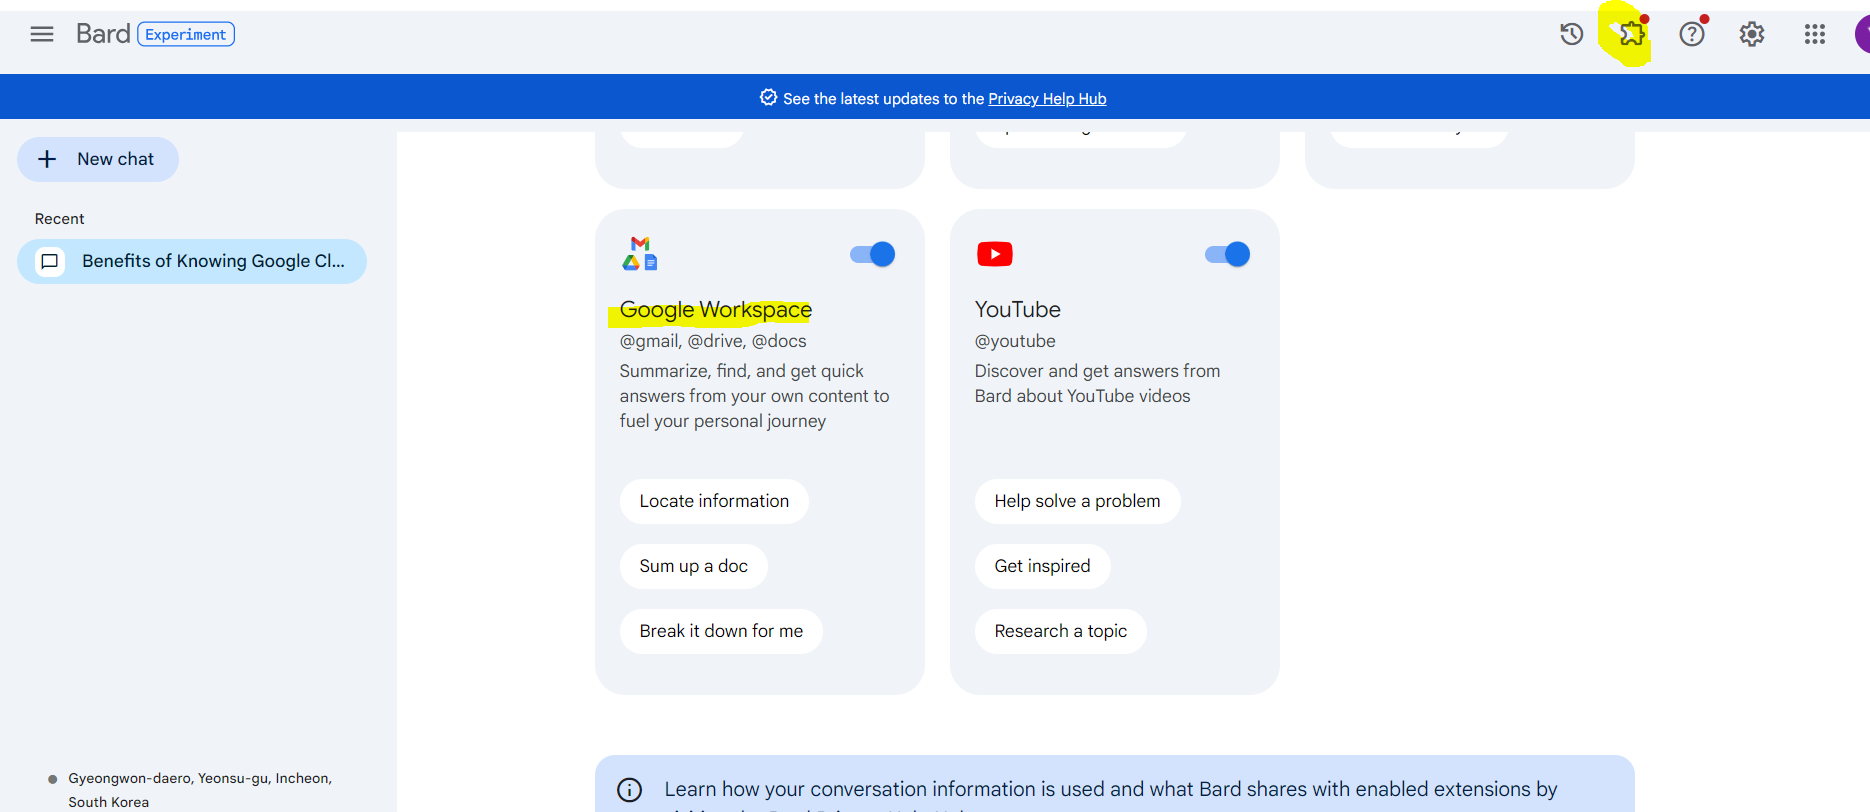 Bard Experiment
See the latest updates to the Privacy Help Hub
New chat
Recent
Benefits of Knowing Google Cl...
Google Workspace
@gmail, @drive, @docs
Summarize, find, and get quick
answers from your own content to
fuel your personal journey
Locate information
Sum up a doc
Break it down for me
YouTube
@youtube
Discover and get answers from
Bard about YouTube videos
Help solve a problem
Get inspired
Research a topic
Gyeongwon-daero, Yeonsu-gu, Incheon,
South Korea
Learn how your conversation information is used and what Bard shares with enabled extensions by